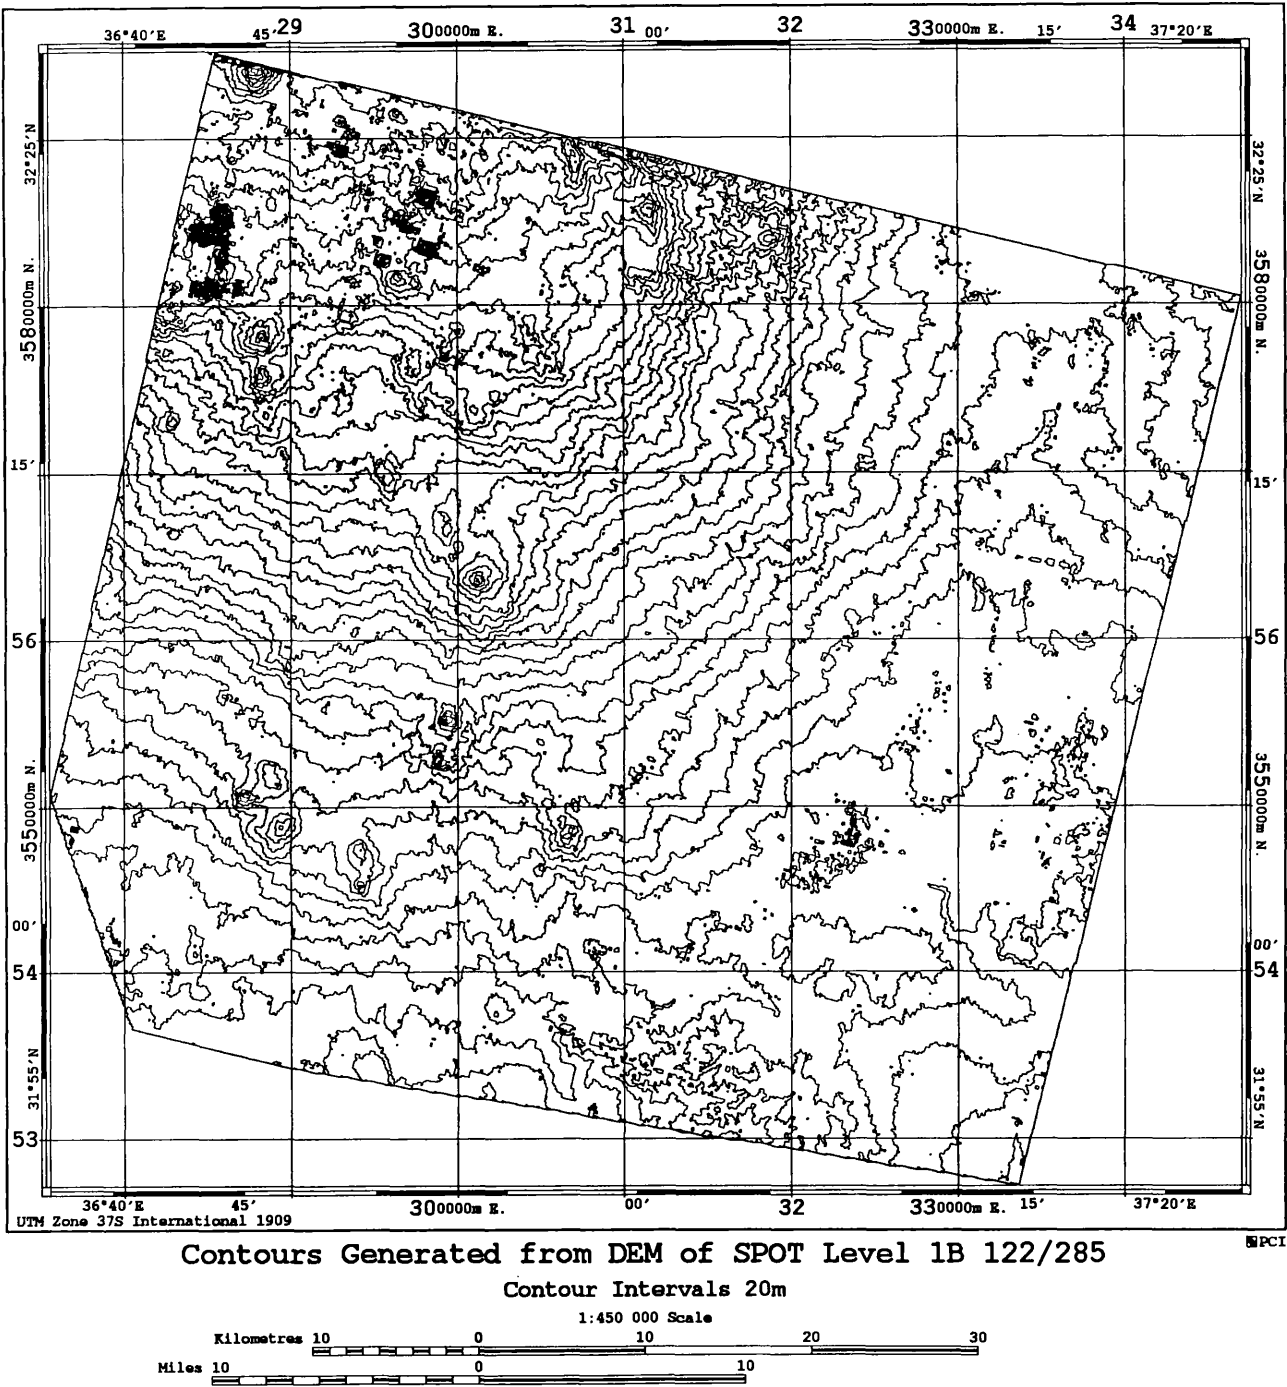 36°40'E 45' 29 300000m E. 31 00' 32 330000m E. 15' 34 37°20'E
32°25'N
32°25'N
3580000m N.
3580000m N.
15'
15'
56
56
3550000m N.
3550000m N.
00'
00'
54
54
31°55'N
31°55'N
53
36°40'E 45' 300000m E. 00' 32 330000m E. 15' 37°20'E
UTM Zone 37S International 1909
PCI
Contours Generated from DEM of SPOT Level 1B 122/285
Contour Intervals 20m
1:450 000 Scale
Kilometres 10 0 10 20 30
Miles 10 0 10